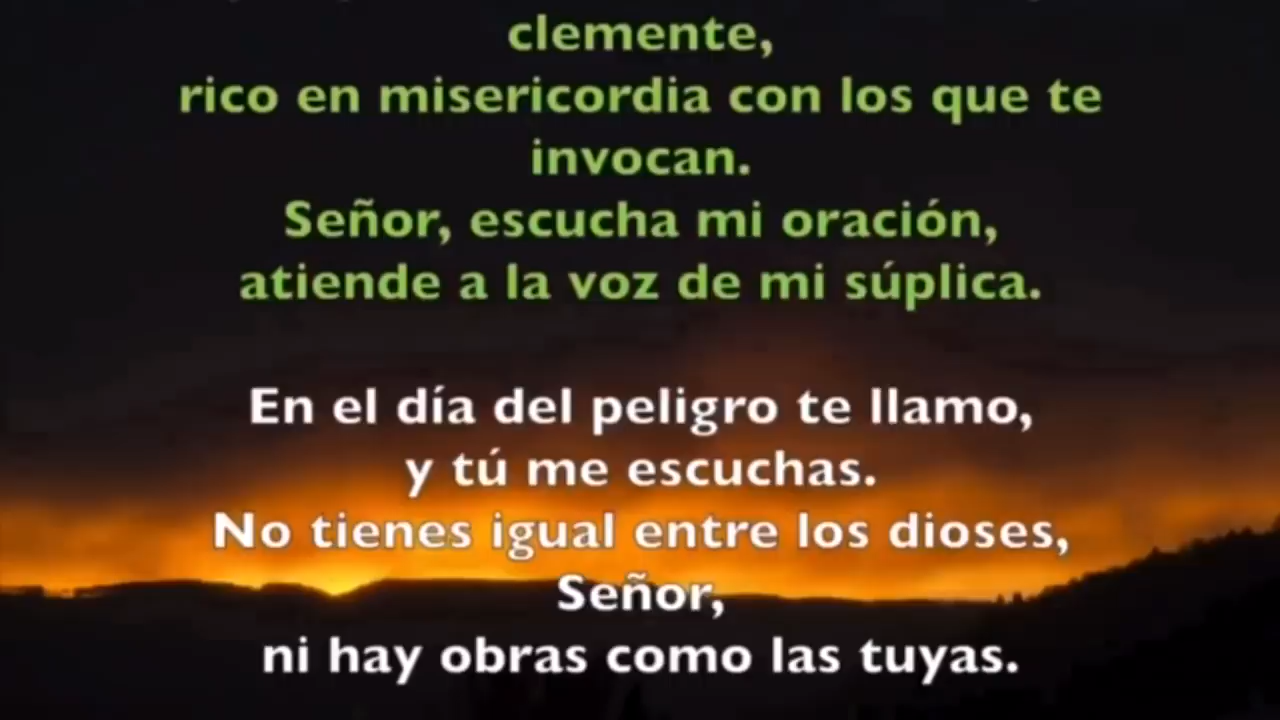 clemente,
rico en misericordia con los que te
invocan.
Señor, escucha mi oración,
atiende a la voz de mi súplica.
En el día del peligro te llamo,
y tú me escuchas.
No tienes igual entre los dioses,
Señor,
ni hay obras como las tuyas.